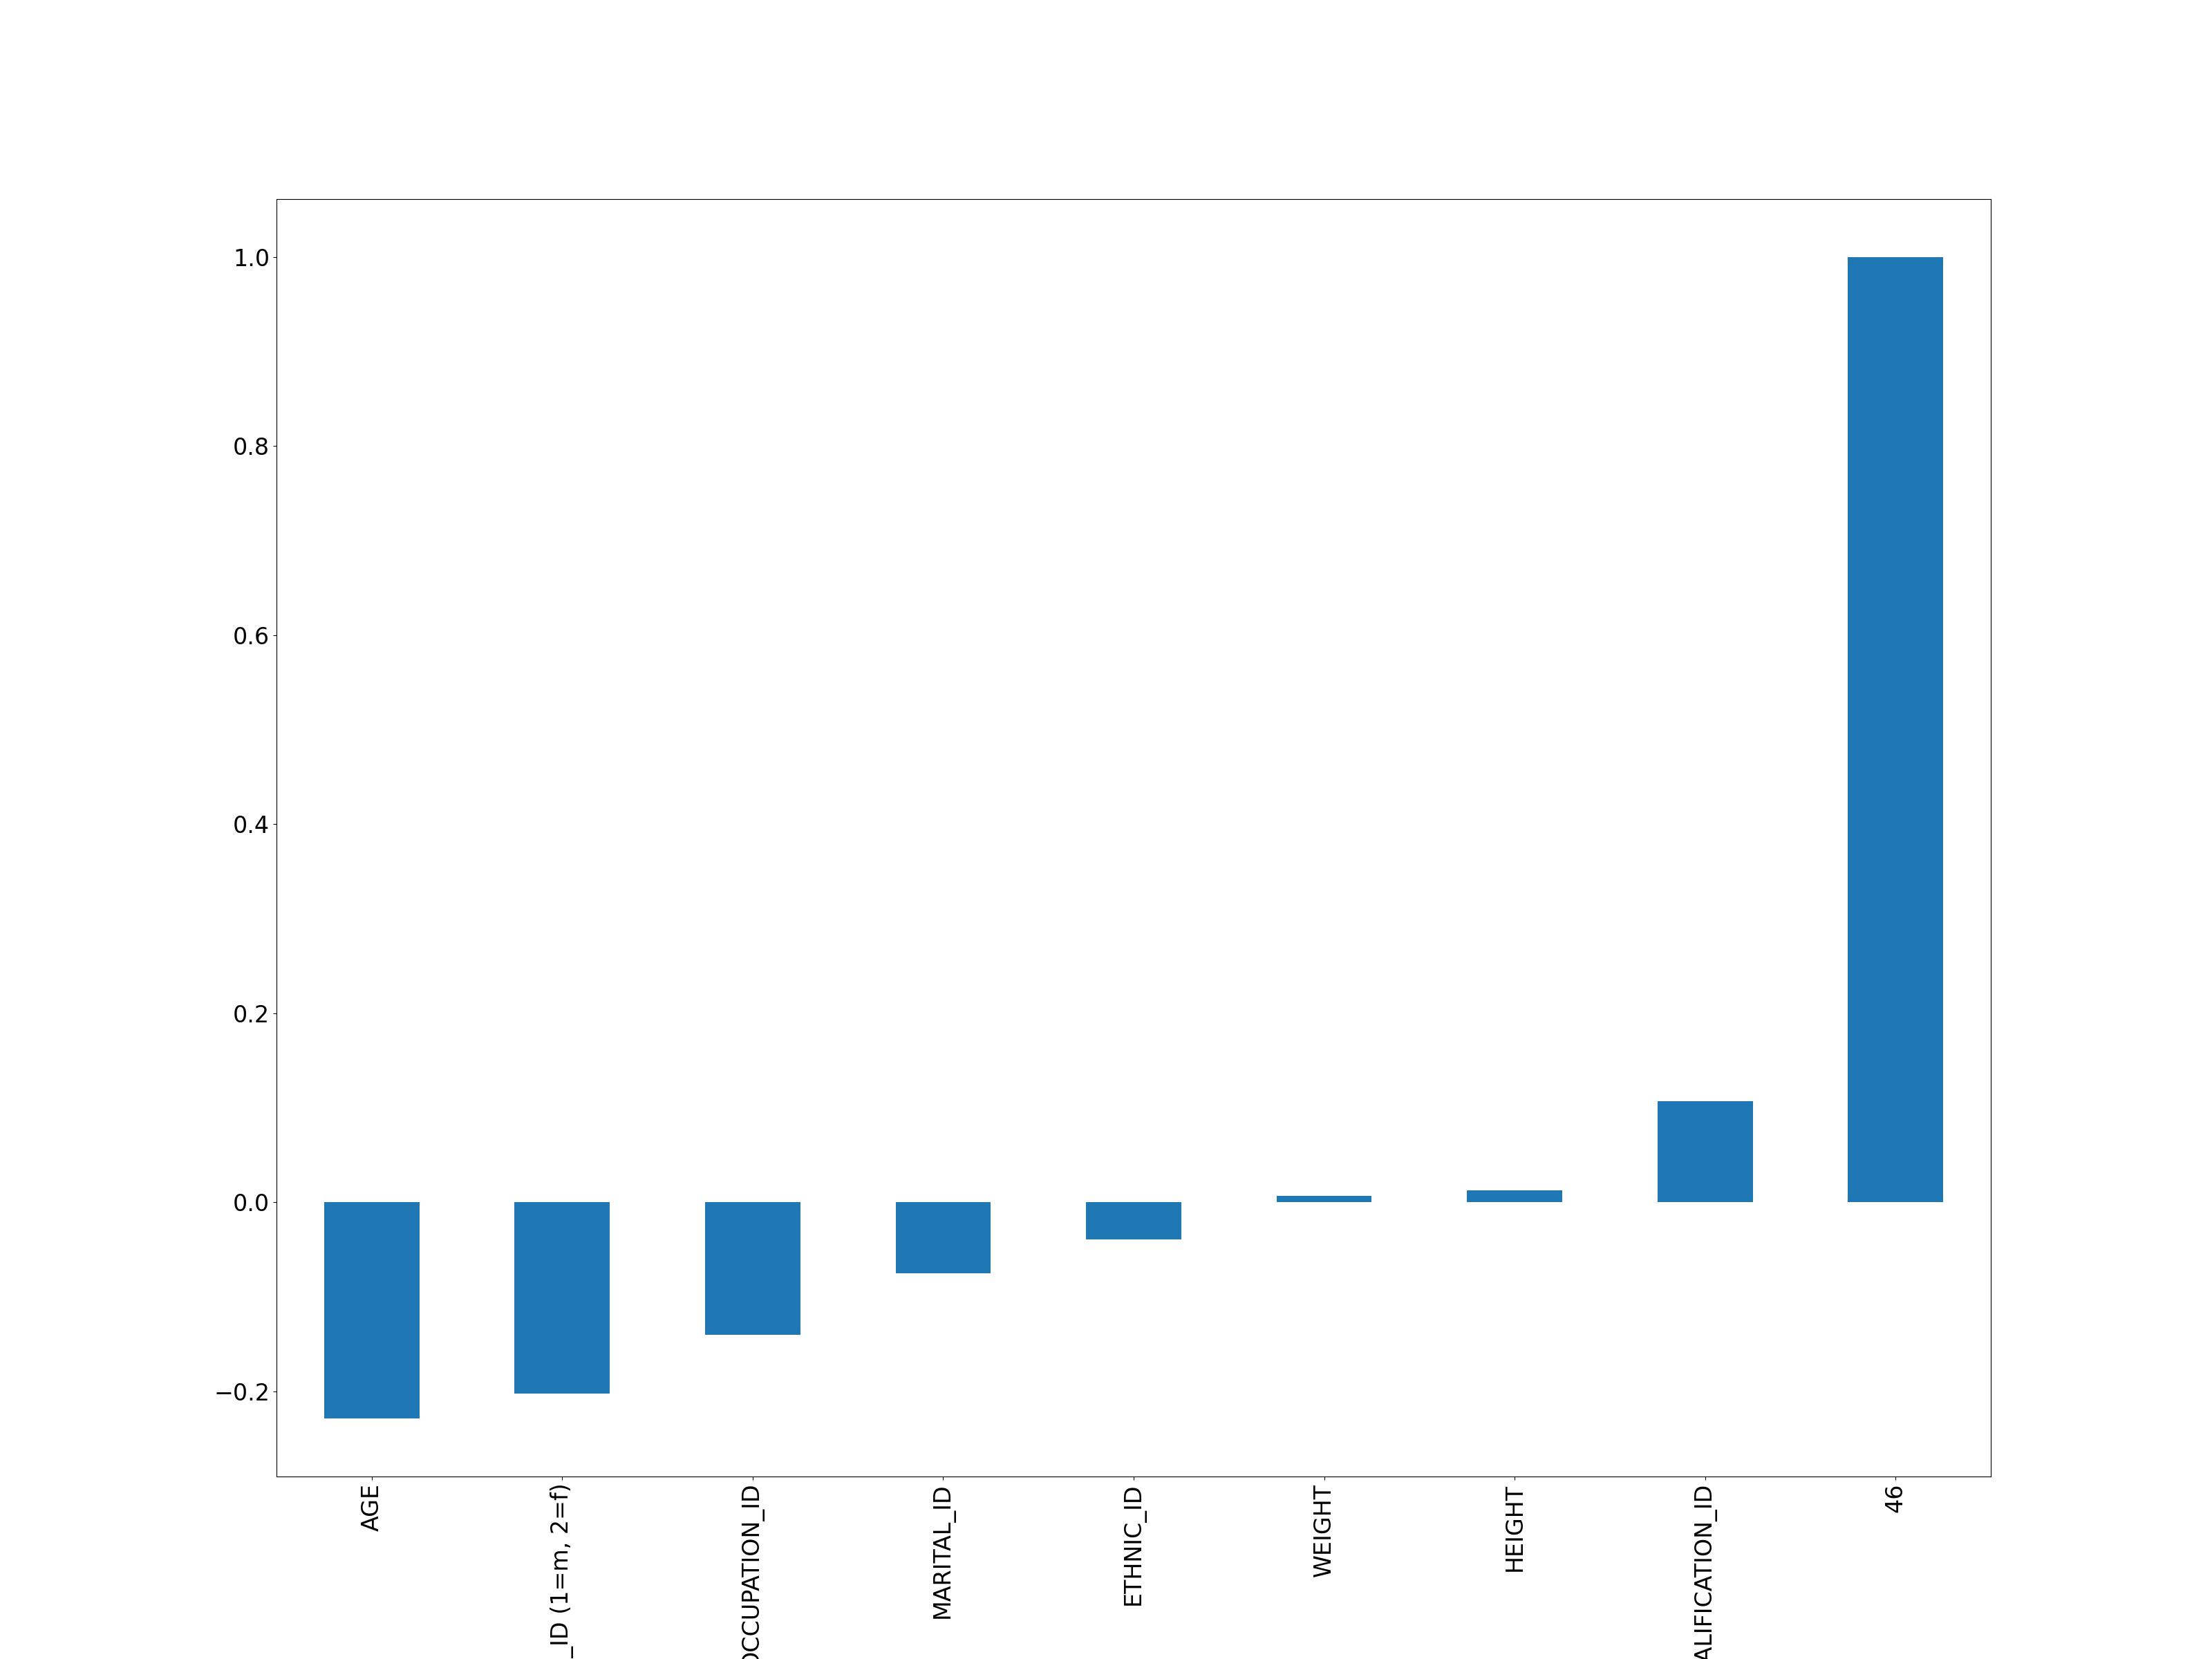 1.0
0.8
0.6
0.4
0.2
0.0
−0.2
AGE
_ID (1=m, 2=f)
OCCUPATION_ID
MARITAL_ID
ETHNIC_ID
WEIGHT
HEIGHT
ALIFICATION_ID
46